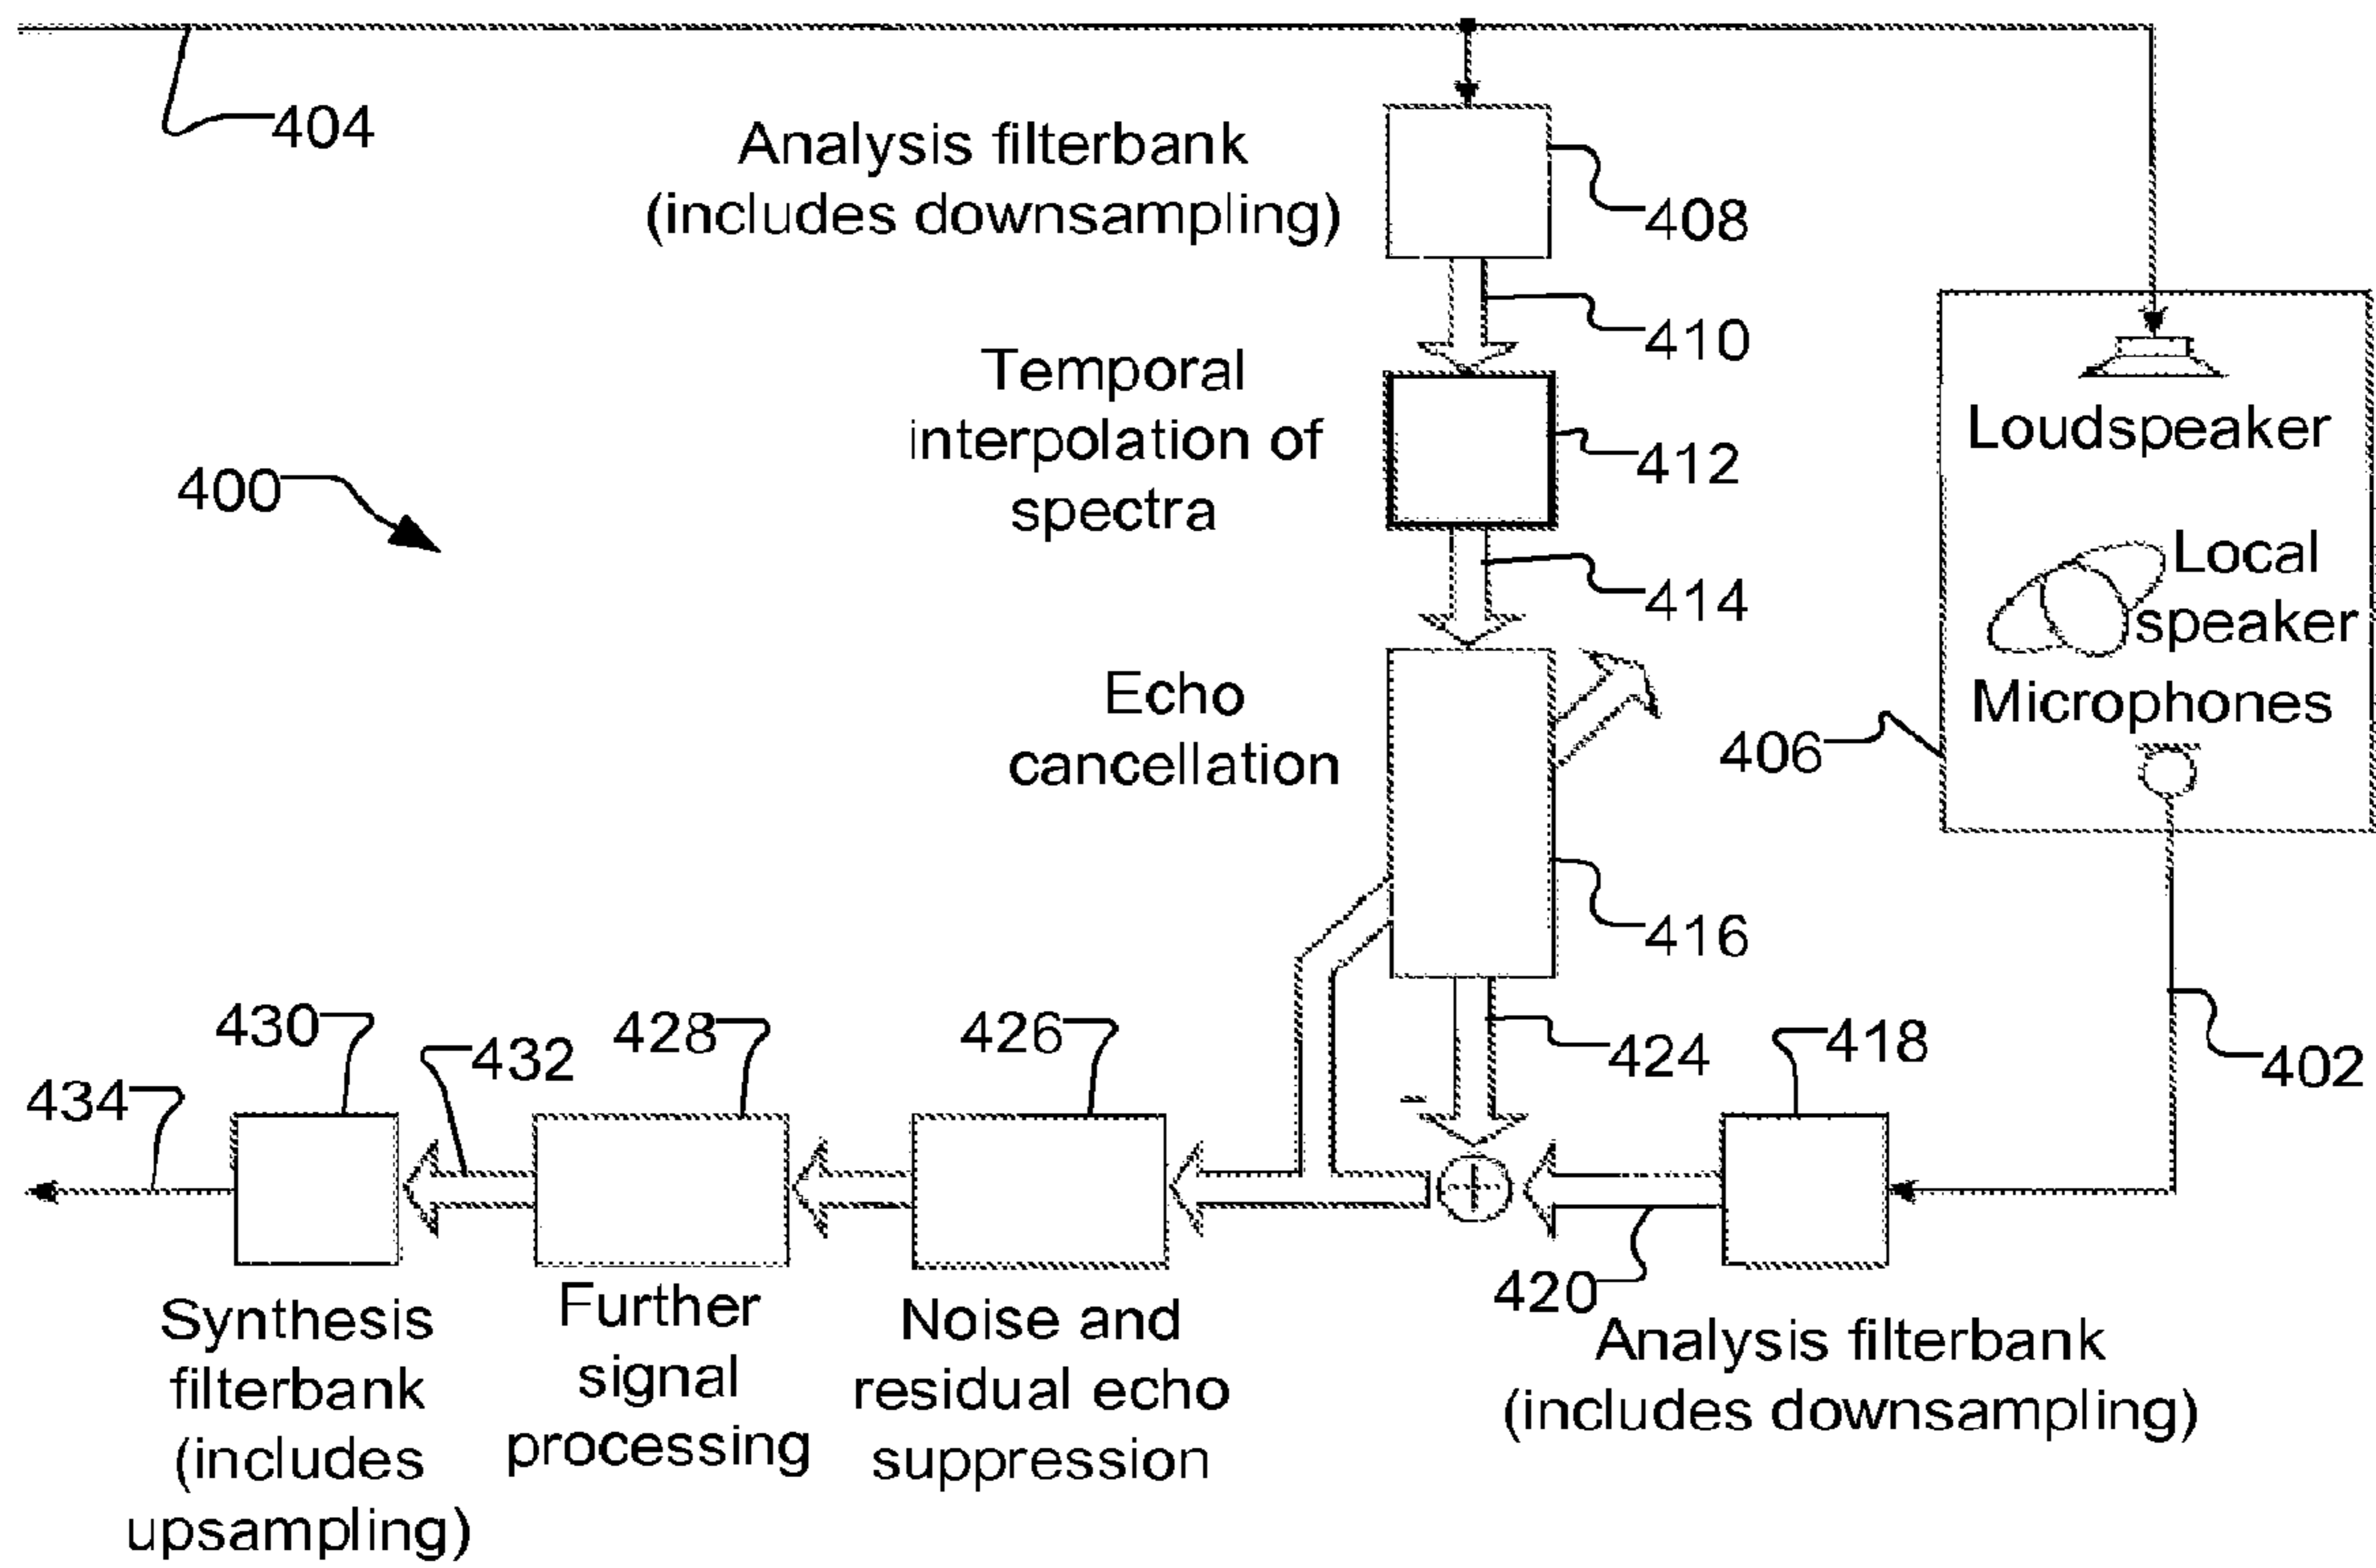 404
Analysis filterbank
(includes downsampling)
408
410
Temporal
interpolation of
spectra
412
400
414
Loudspeaker
Local
speaker
Microphones
406
Echo
cancellation
416
424
418
402
430
432
428
426
434
420
Synthesis
filterbank
(includes
upsampling)
Further
signal
processing
Noise and
residual echo
suppression
Analysis filterbank
(includes downsampling)